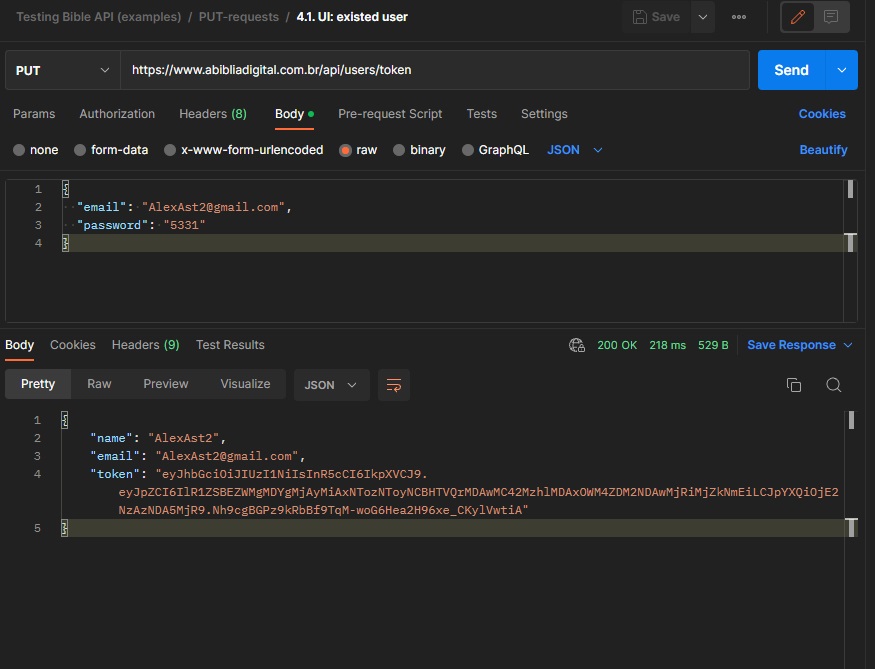 Testing Bible API (examples) / PUT-requests / 4.1. UI: existed user Save
PUT https://www.abibliadigital.com.br/api/users/token Send
Params Authorization Headers (8) Body Pre-request Script Tests Settings Cookies
none form-data x-www-form-urlencoded raw binary GraphQL JSON Beautify
1 {
2 "email": "AlexAst2@gmail.com",
3 "password": "5331"
4 }
Body Cookies Headers (9) Test Results 200 OK 218 ms 529 B Save Response
Pretty Raw Preview Visualize JSON
1 {
2 "name": "AlexAst2",
3 "email": "AlexAst2@gmail.com",
4 "token": "eyJhbGciOiJIUzI1NiIsInR5cCI6IkpXVCJ9.
eyJpZCI6IlR1ZSBEZWMgMDYgMjAyMiAxNTozNToyNCBHTVQrMDAwMC42MzhlMDAxOWM4ZDM2NDAwMjRiMjZkNmEiLCJpYXQiOjE2
NzAzNDA5MjR9.Nh9cgBGPz9kRbBf9TqM-woG6Hea2H96xe_CKylVwtiA"
5 }